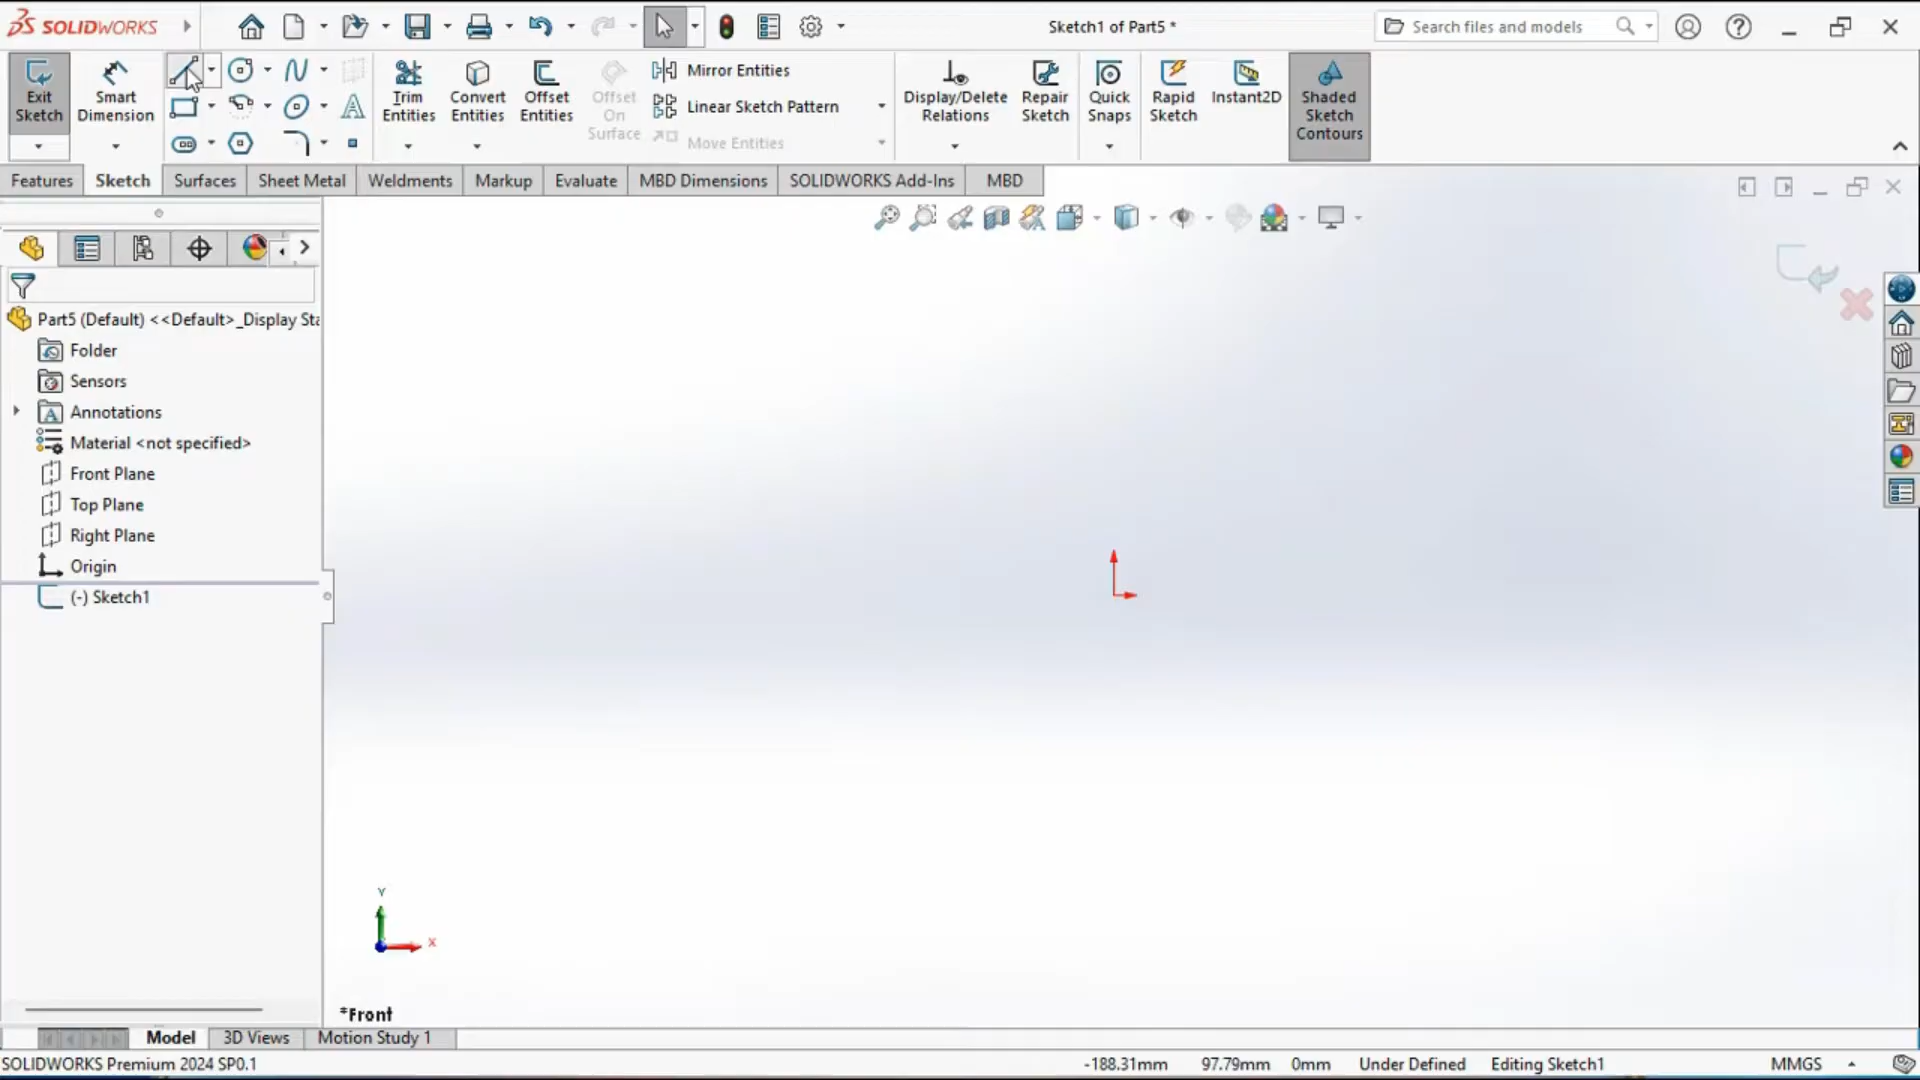 SOLIDWORKS
Sketch1 of Part5 *
Search files and models
Exit Sketch
Smart Dimension
Trim Entities
Convert Entities
Offset Entities
Offset On Surface
Mirror Entities
Linear Sketch Pattern
Move Entities
Display/Delete Relations
Repair Sketch
Quick Snaps
Rapid Sketch
Instant2D
Shaded Sketch Contours
Features
Sketch
Surfaces
Sheet Metal
Weldments
Markup
Evaluate
MBD Dimensions
SOLIDWORKS Add-Ins
MBD
Part5 (Default) <<Default>_Display Sta
Folder
Sensors
Annotations
Material <not specified>
Front Plane
Top Plane
Right Plane
Origin
(-) Sketch1
Y
X
*Front
Model
3D Views
Motion Study 1
SOLIDWORKS Premium 2024 SP0.1
-188.31mm
97.79mm
0mm
Under Defined
Editing Sketch1
MMGS